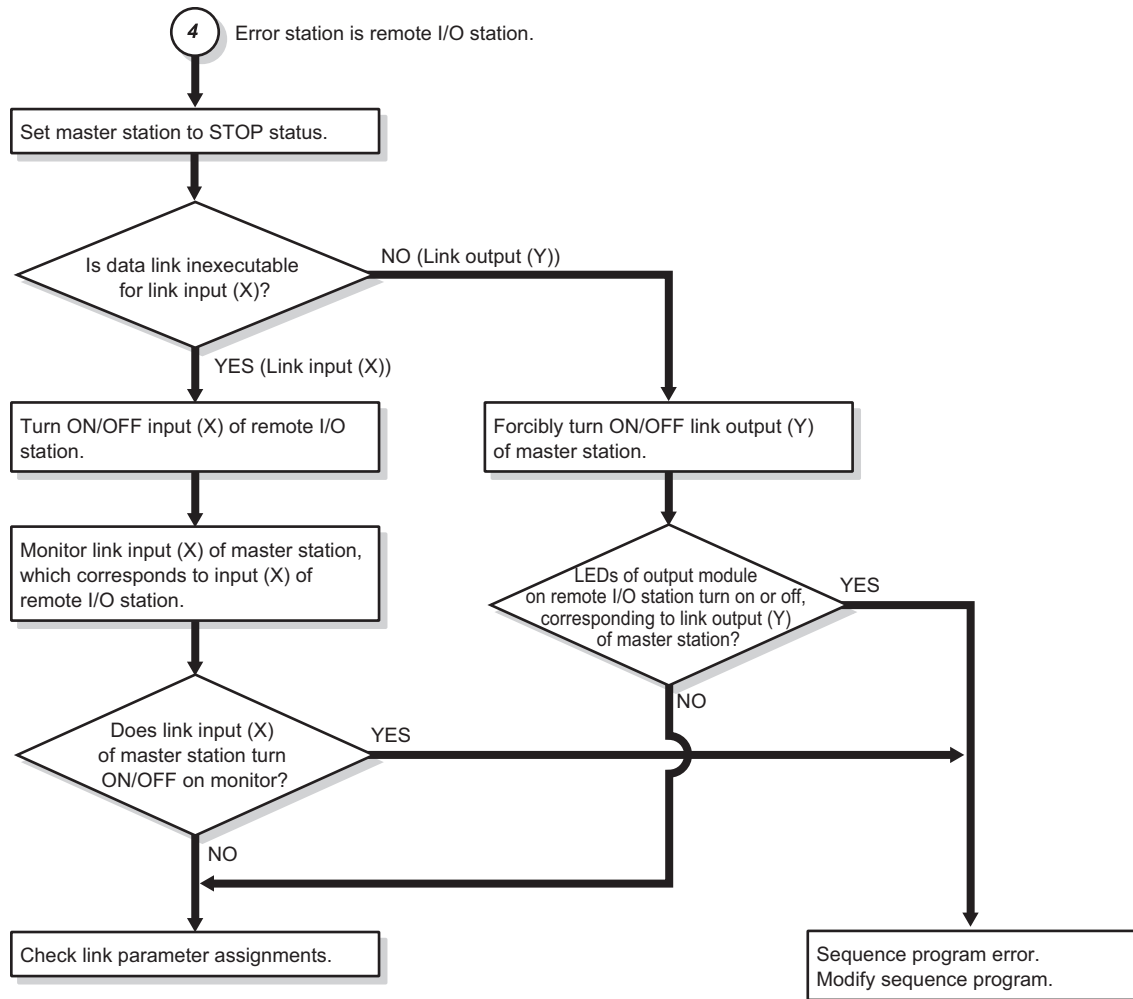 4
Error station is remote I/O station.
Set master station to STOP status.
Is data link inexecutable
for link input (X)?
NO (Link output (Y))
YES (Link input (X))
Turn ON/OFF input (X) of remote I/O
station.
Forcibly turn ON/OFF link output (Y)
of master station.
Monitor link input (X) of master station,
which corresponds to input (X) of
remote I/O station.
LEDs of output module
on remote I/O station turn on or off,
corresponding to link output (Y)
of master station?
YES
NO
Does link input (X)
of master station turn
ON/OFF on monitor?
YES
NO
Check link parameter assignments.
Sequence program error.
Modify sequence program.